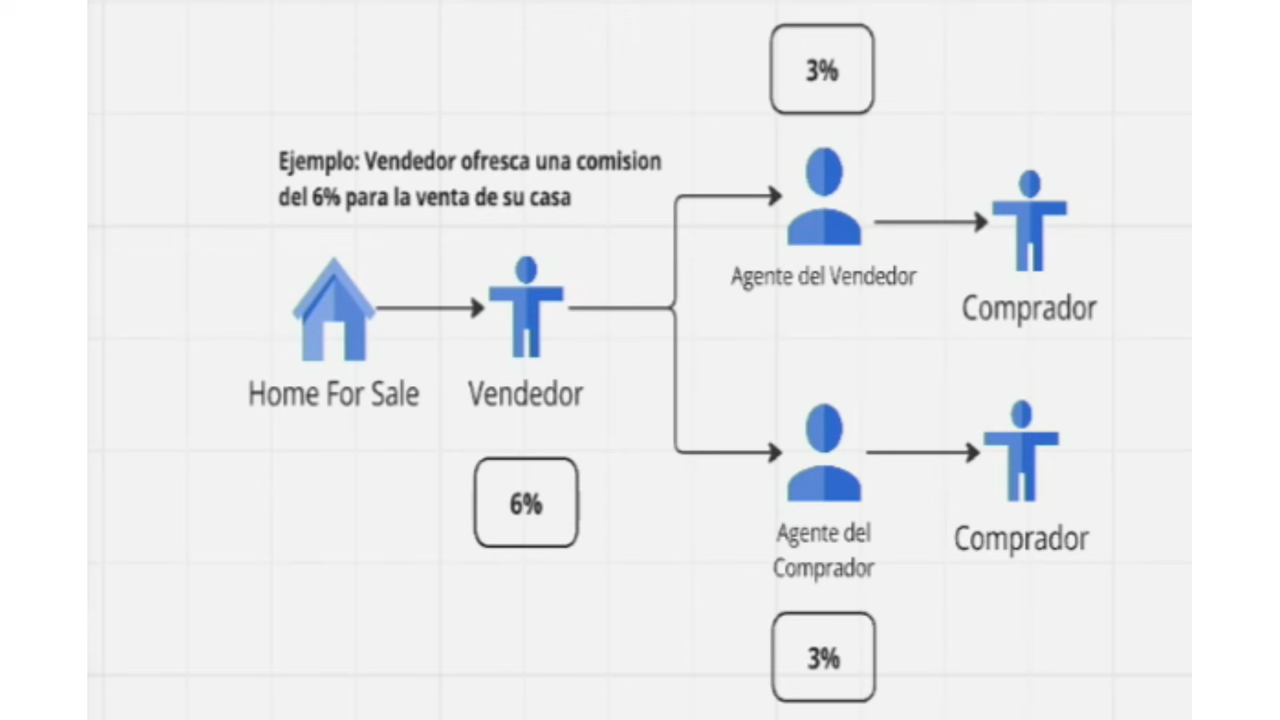 3%
Ejemplo: Vendedor ofresca una comision
del 6% para la venta de su casa
Agente del Vendedor
Comprador
Home For Sale
Vendedor
6%
Agente del
Comprador
Comprador
3%